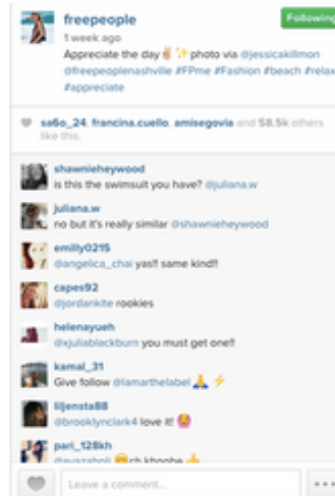 freepeople
Following
1 week ago
Appreciate the day✌✨photo via @jessicakillmon
@freepeoplenashville #FPme #Fashion #beach #relax
#appreciate
sa6o_24, francina.cuello, amisegovia and 58.5k others
like this.
shawnieheywood
is this the swimsuit you have? @juliana.w
juliana.w
no but it's really similar @shawnieheywood
emilly0215
@angelica_chai yas!! same kind!!
capes92
@jordankite rookies
helenayueh
@xjuliablackburn you must get one!!
kamal_31
Give follow @lamarthelabel 🙏 ⚡
liljensta88
@brooklynclark4 love it!
pari_128kh
khoobe
Leave a comment...